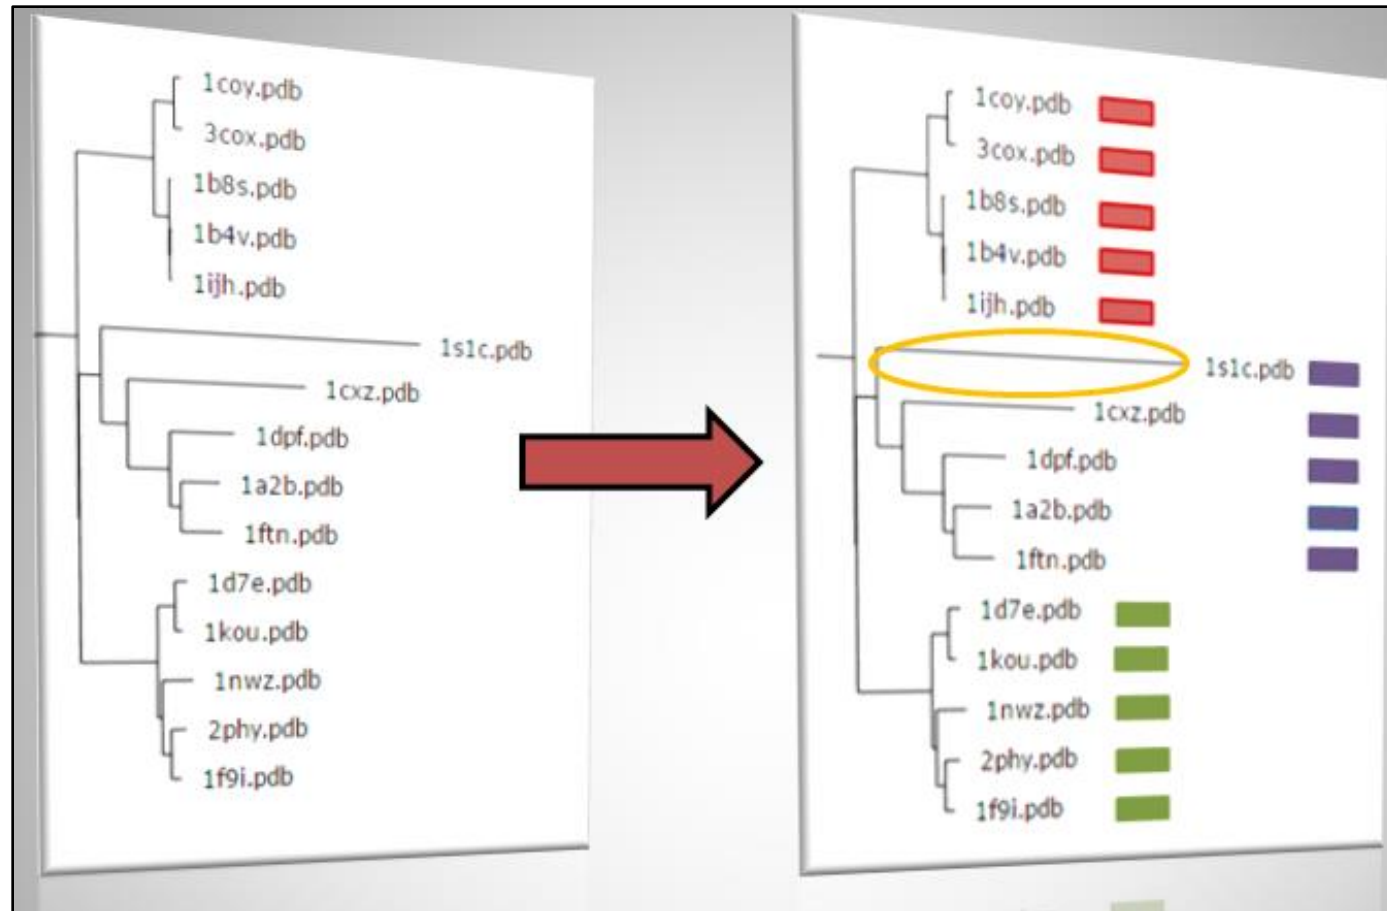 1coy.pdb
3cox.pdb
1b8s.pdb
1b4v.pdb
1ijh.pdb
1s1c.pdb
1cxz.pdb
1dpf.pdb
1a2b.pdb
1ftn.pdb
1d7e.pdb
1kou.pdb
1nwz.pdb
2phy.pdb
1f9i.pdb
1coy.pdb
3cox.pdb
1b8s.pdb
1b4v.pdb
1ijh.pdb
1s1c.pdb
1cxz.pdb
1dpf.pdb
1a2b.pdb
1ftn.pdb
1d7e.pdb
1kou.pdb
1nwz.pdb
2phy.pdb
1f9i.pdb